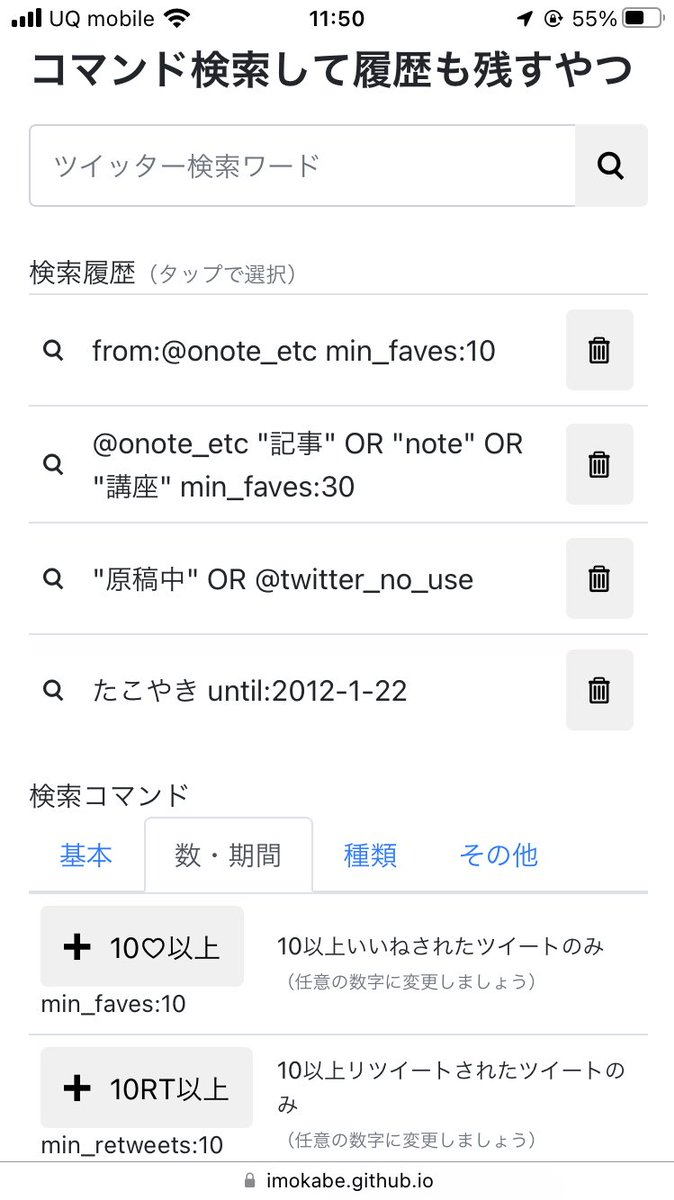 UQ mobile 11:50 55%
コマンド検索して履歴も残すやつ
ツイッター検索ワード
検索履歴（タップで選択）
from:@onote_etc min_faves:10
@onote_etc "記事" OR "note" OR
"講座" min_faves:30
"原稿中" OR @twitter_no_use
たこやき until:2012-1-22
検索コマンド
基本 数・期間 種類 その他
+ 10♡以上
10以上いいねされたツイートのみ
（任意の数字に変更しましょう）
min_faves:10
+ 10RT以上
10以上リツイートされたツイートの
み
（任意の数字に変更しましょう）
min_retweets:10
imokabe.github.io